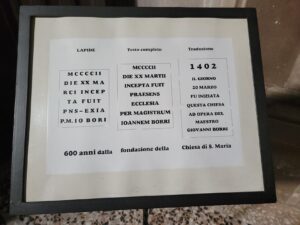 LAPIDE
MCCCCII
DIE XX MA
RCI INCEP
TA FUIT
PNS-EXIA
P.M.IO BORI
Testo completo
MCCCCII
DIE XX MARTII
INCEPTA FUIT
PRAESENS
ECCLESIA
PER MAGISTRUM
IOANNEM BORRI
Traduzione
1402
IL GIORNO
20 MARZO
FU INIZIATA
QUESTA CHIESA
AD OPERA DEL
MAESTRO
GIOVANNI BORRI
600 anni dalla fondazione della Chiesa di S. Maria